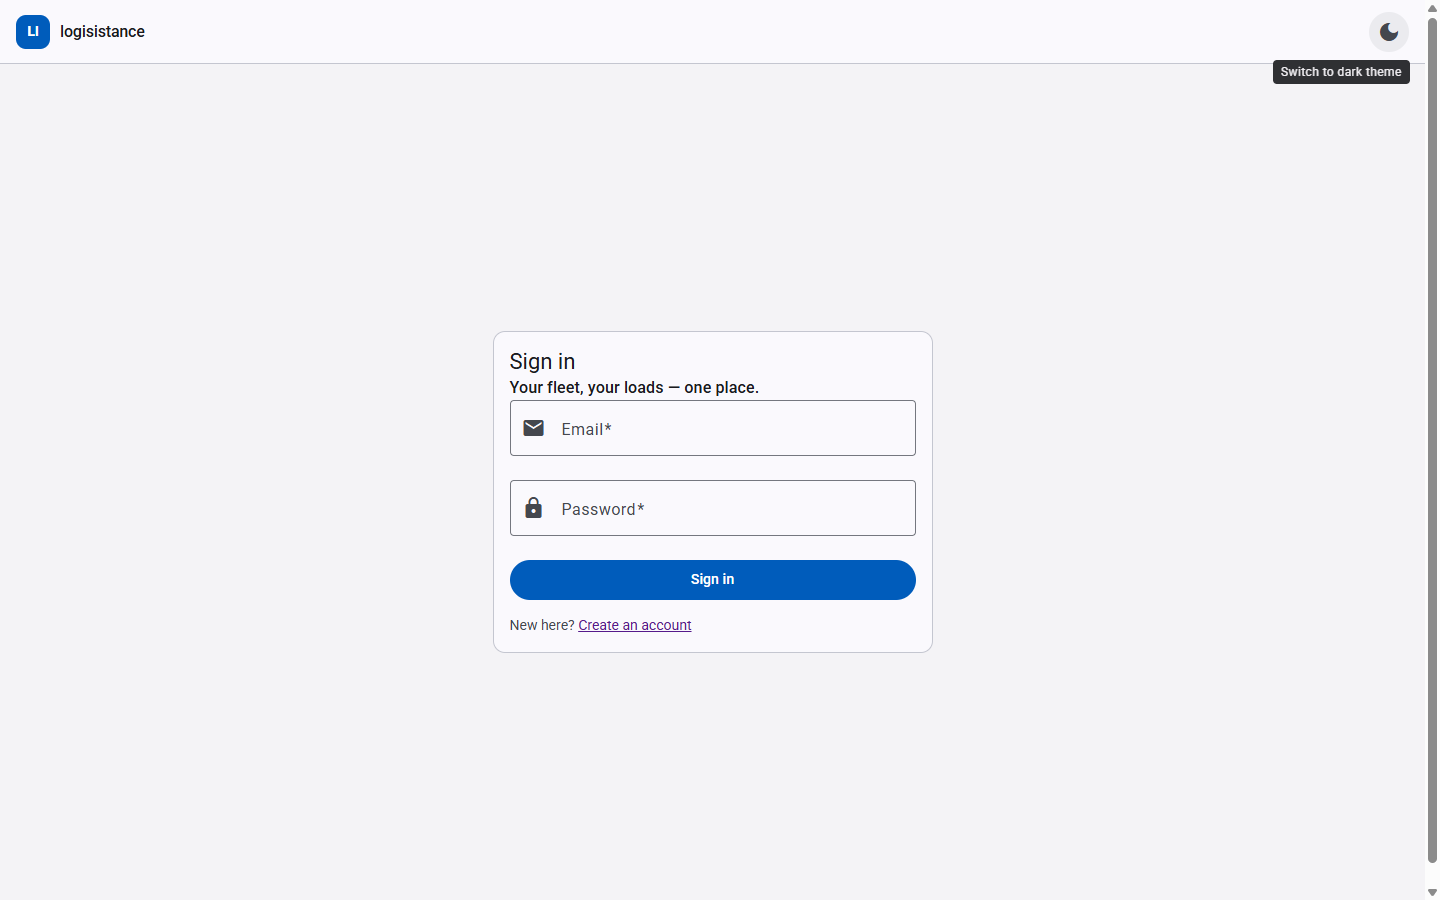 LI logisistance
Switch to dark theme
Sign in
Your fleet, your loads — one place.
Email*
Password*
Sign in
New here? Create an account